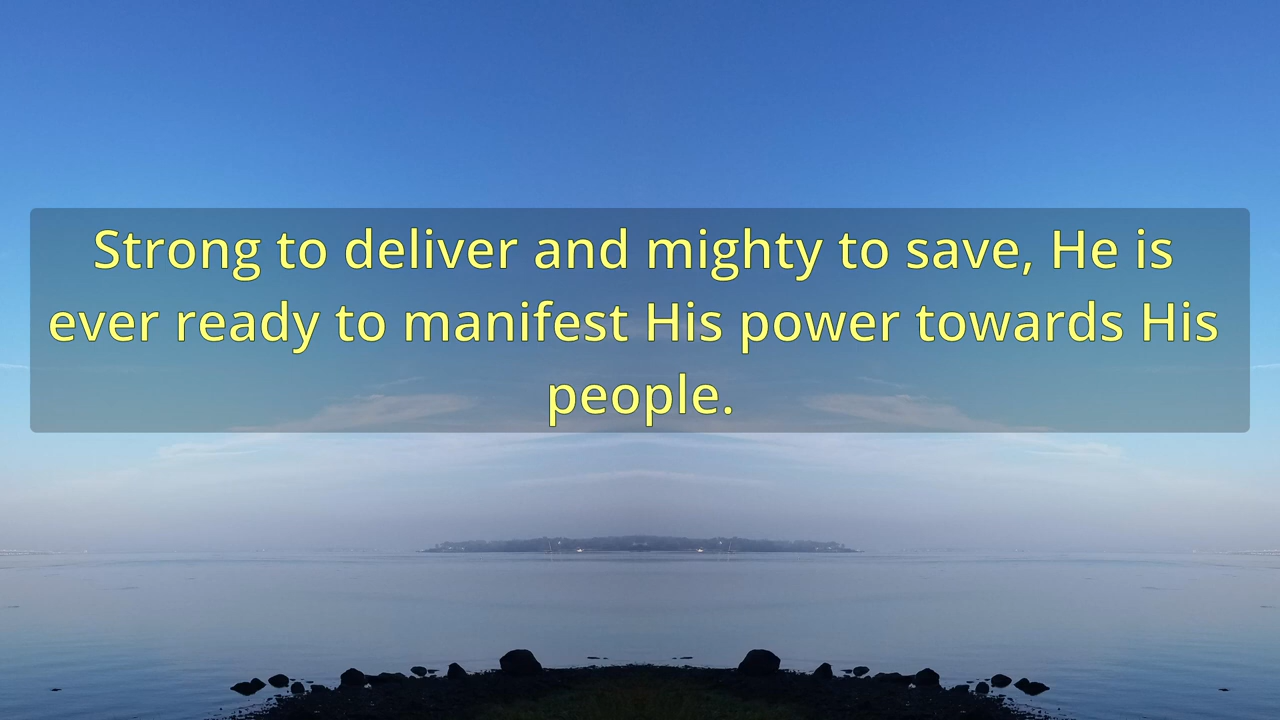 Strong to deliver and mighty to save, He is
ever ready to manifest His power towards His
people.